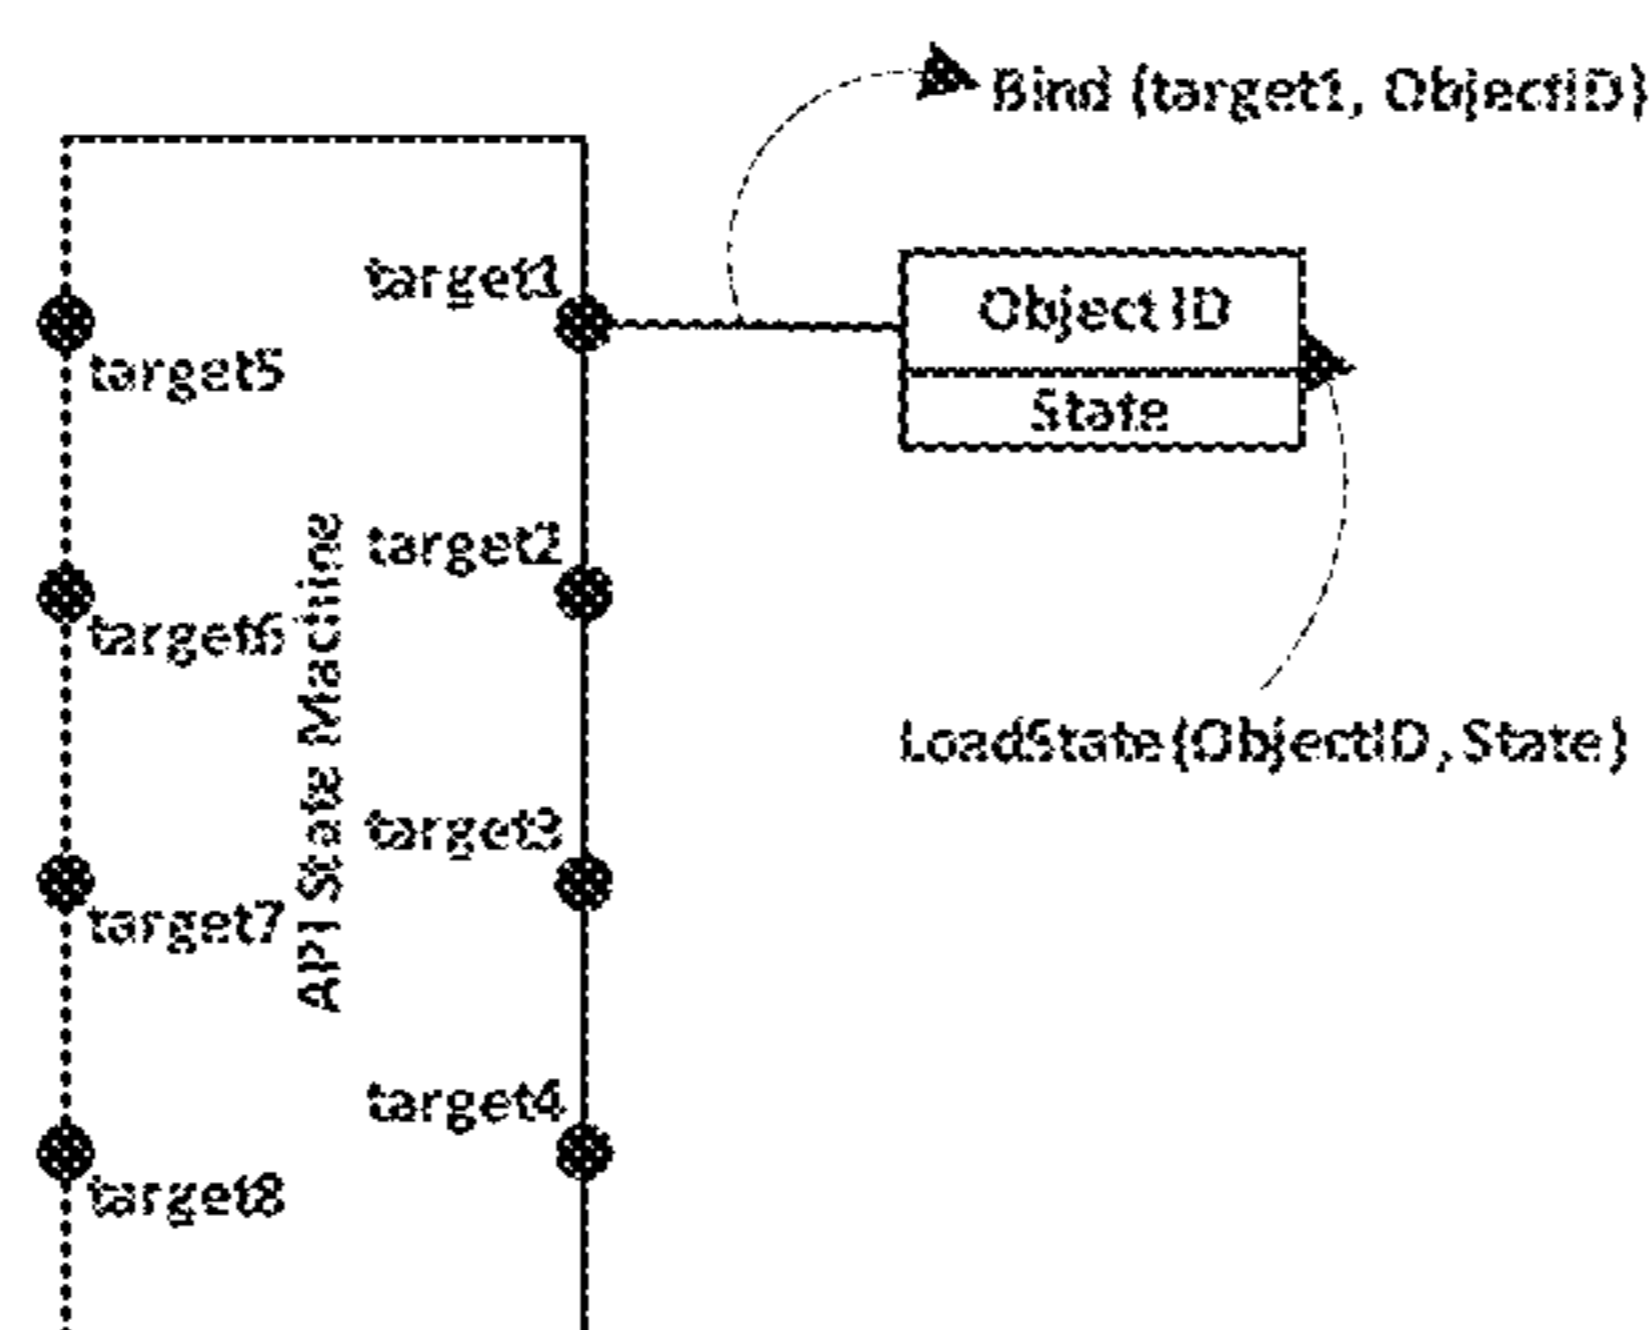 Bind (target1, ObjectID)
target1
Object ID
target5
State
target2
target6
API State Machine
LoadState(ObjectID, State)
target3
target7
target4
target8